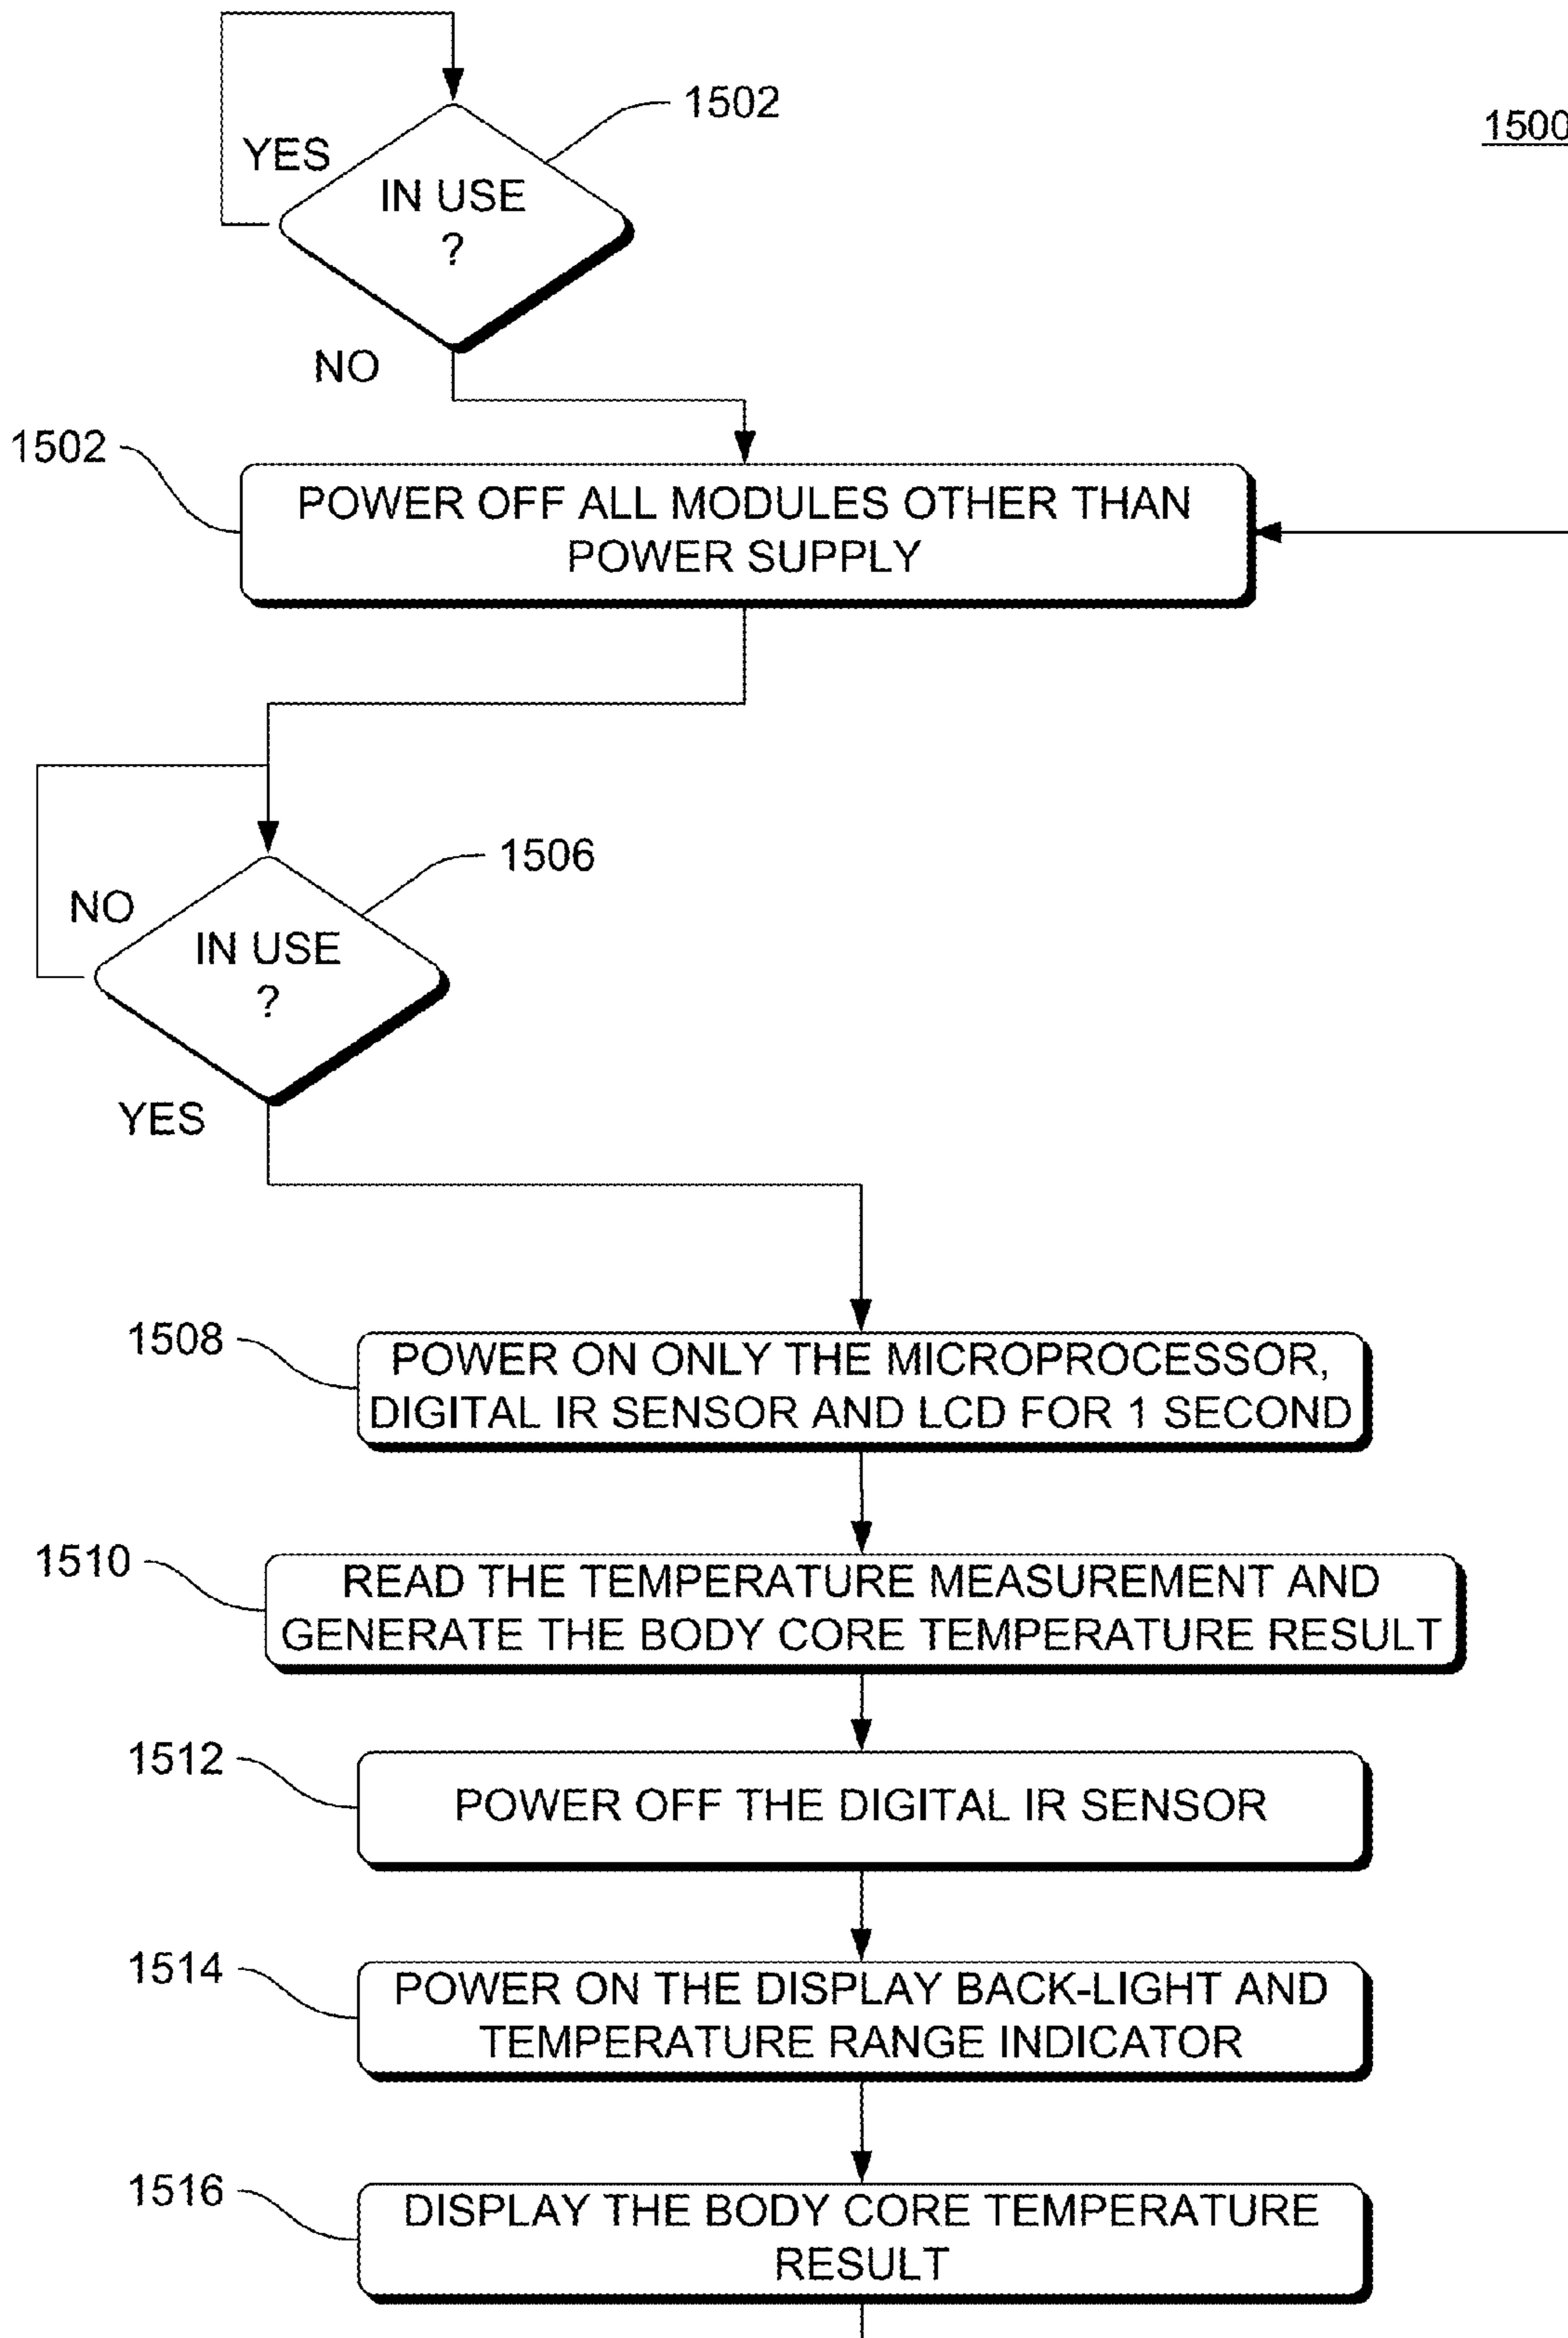 1502
1500
YES
IN USE
?
NO
1502
POWER OFF ALL MODULES OTHER THAN
POWER SUPPLY
1506
NO
IN USE
?
YES
1508
POWER ON ONLY THE MICROPROCESSOR,
DIGITAL IR SENSOR AND LCD FOR 1 SECOND
1510
READ THE TEMPERATURE MEASUREMENT AND
GENERATE THE BODY CORE TEMPERATURE RESULT
1512
POWER OFF THE DIGITAL IR SENSOR
1514
POWER ON THE DISPLAY BACK-LIGHT AND
TEMPERATURE RANGE INDICATOR
1516
DISPLAY THE BODY CORE TEMPERATURE
RESULT